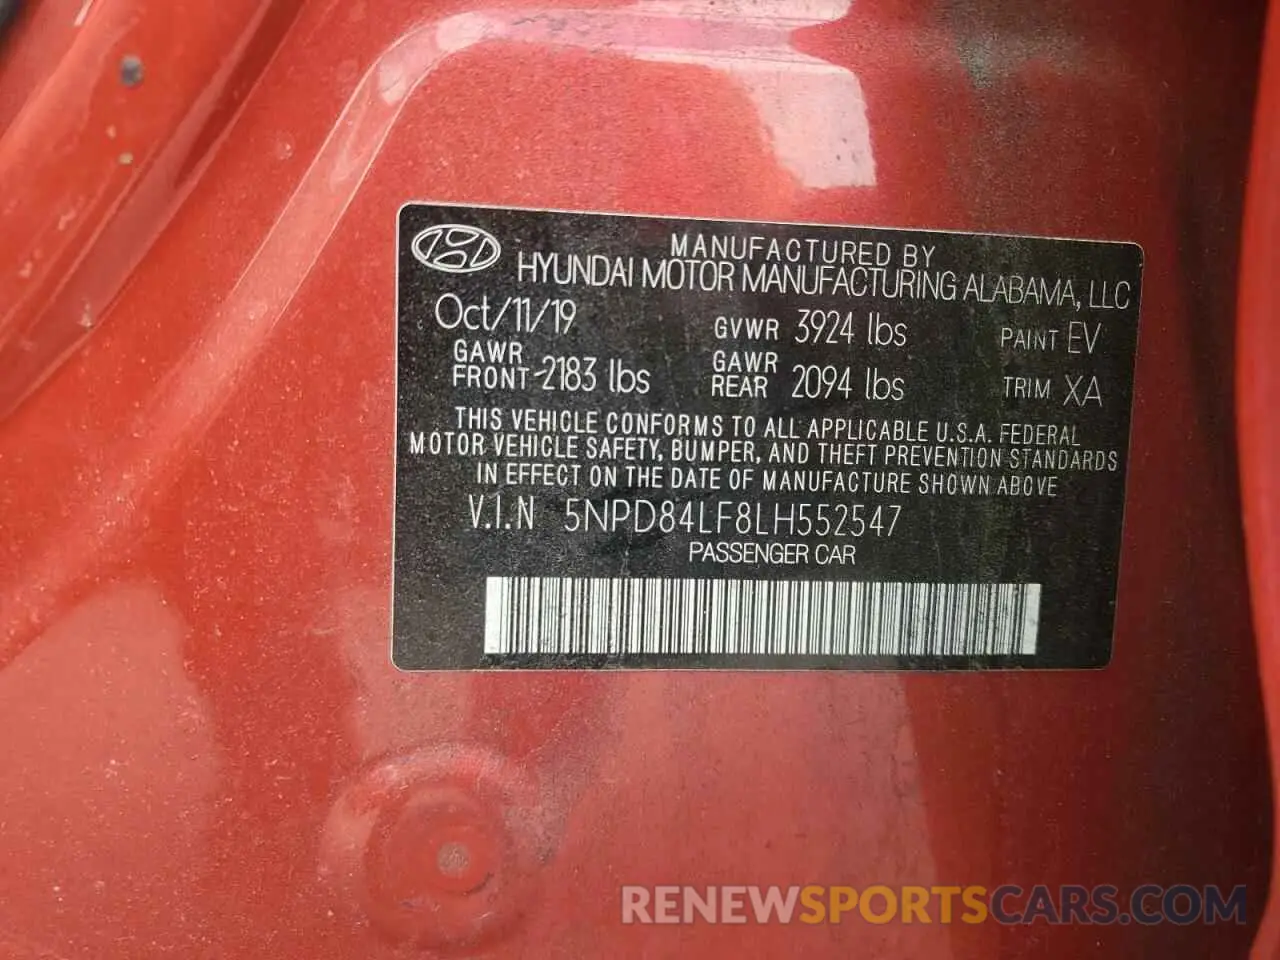 MANUFACTURED BY
HYUNDAI MOTOR MANUFACTURING ALABAMA, LLC
Oct/11/19 GVWR 3924 lbs PAINT EV
GAWR FRONT-2183 lbs GAWR REAR 2094 lbs TRIM XA
THIS VEHICLE CONFORMS TO ALL APPLICABLE U.S.A. FEDERAL
MOTOR VEHICLE SAFETY, BUMPER, AND THEFT PREVENTION STANDARDS
IN EFFECT ON THE DATE OF MANUFACTURE SHOWN ABOVE
V.I.N 5NPD84LF8LH552547
PASSENGER CAR
RENEWSPORTSCARS.COM